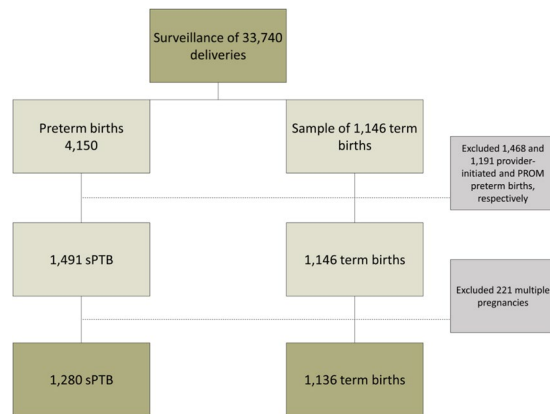 Surveillance of 33,740
deliveries
Preterm births
4,150
Sample of 1,146 term
births
Excluded 1,468 and
1,191 provider-
initiated and PROM
preterm births,
respectively
1,491 sPTB
1,146 term births
Excluded 221 multiple
pregnancies
1,280 sPTB
1,136 term births